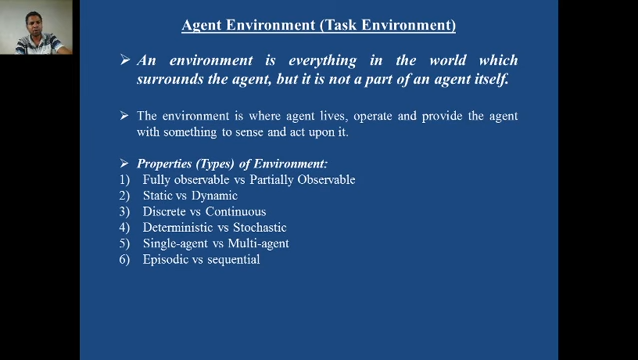 Agent Environment (Task Environment)
➤ An environment is everything in the world which
surrounds the agent, but it is not a part of an agent itself.
➤ The environment is where agent lives, operate and provide the agent
with something to sense and act upon it.
➤ Properties (Types) of Environment:
1) Fully observable vs Partially Observable
2) Static vs Dynamic
3) Discrete vs Continuous
4) Deterministic vs Stochastic
5) Single-agent vs Multi-agent
6) Episodic vs sequential